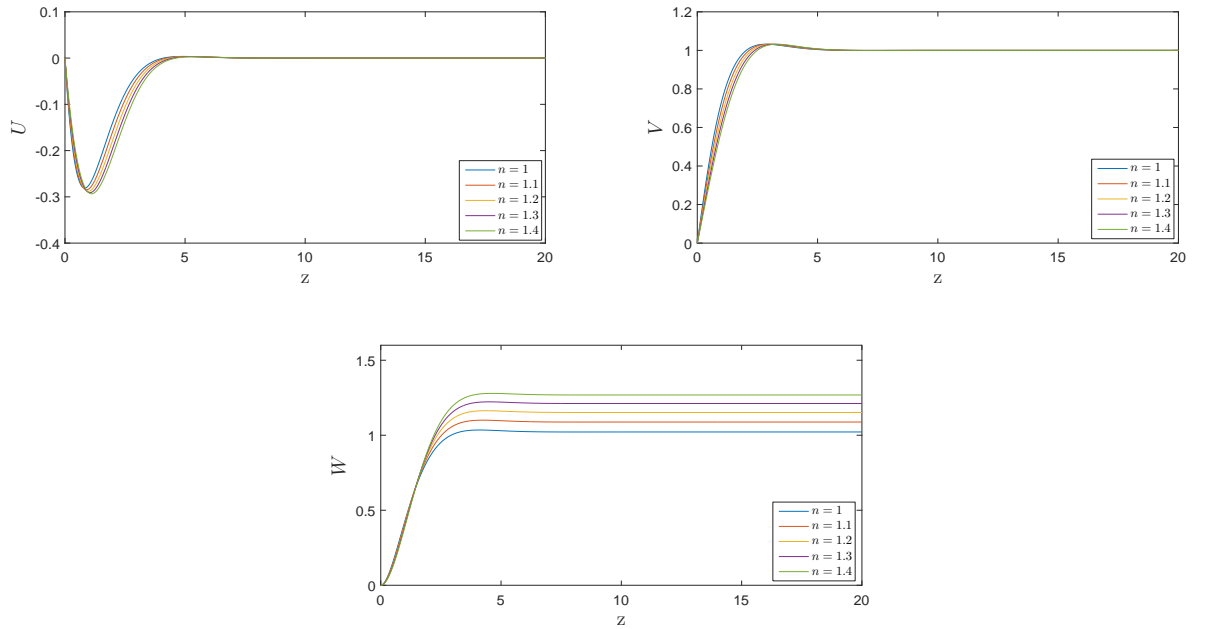 0.1
0
-0.1
-0.2
-0.3
-0.4
U
0
5
10
15
20
z
n = 1
n = 1.1
n = 1.2
n = 1.3
n = 1.4
1.2
1
0.8
0.6
0.4
0.2
0
V
0
5
10
15
20
z
n = 1
n = 1.1
n = 1.2
n = 1.3
n = 1.4
1.5
1
0.5
0
W
0
5
10
15
20
z
n = 1
n = 1.1
n = 1.2
n = 1.3
n = 1.4